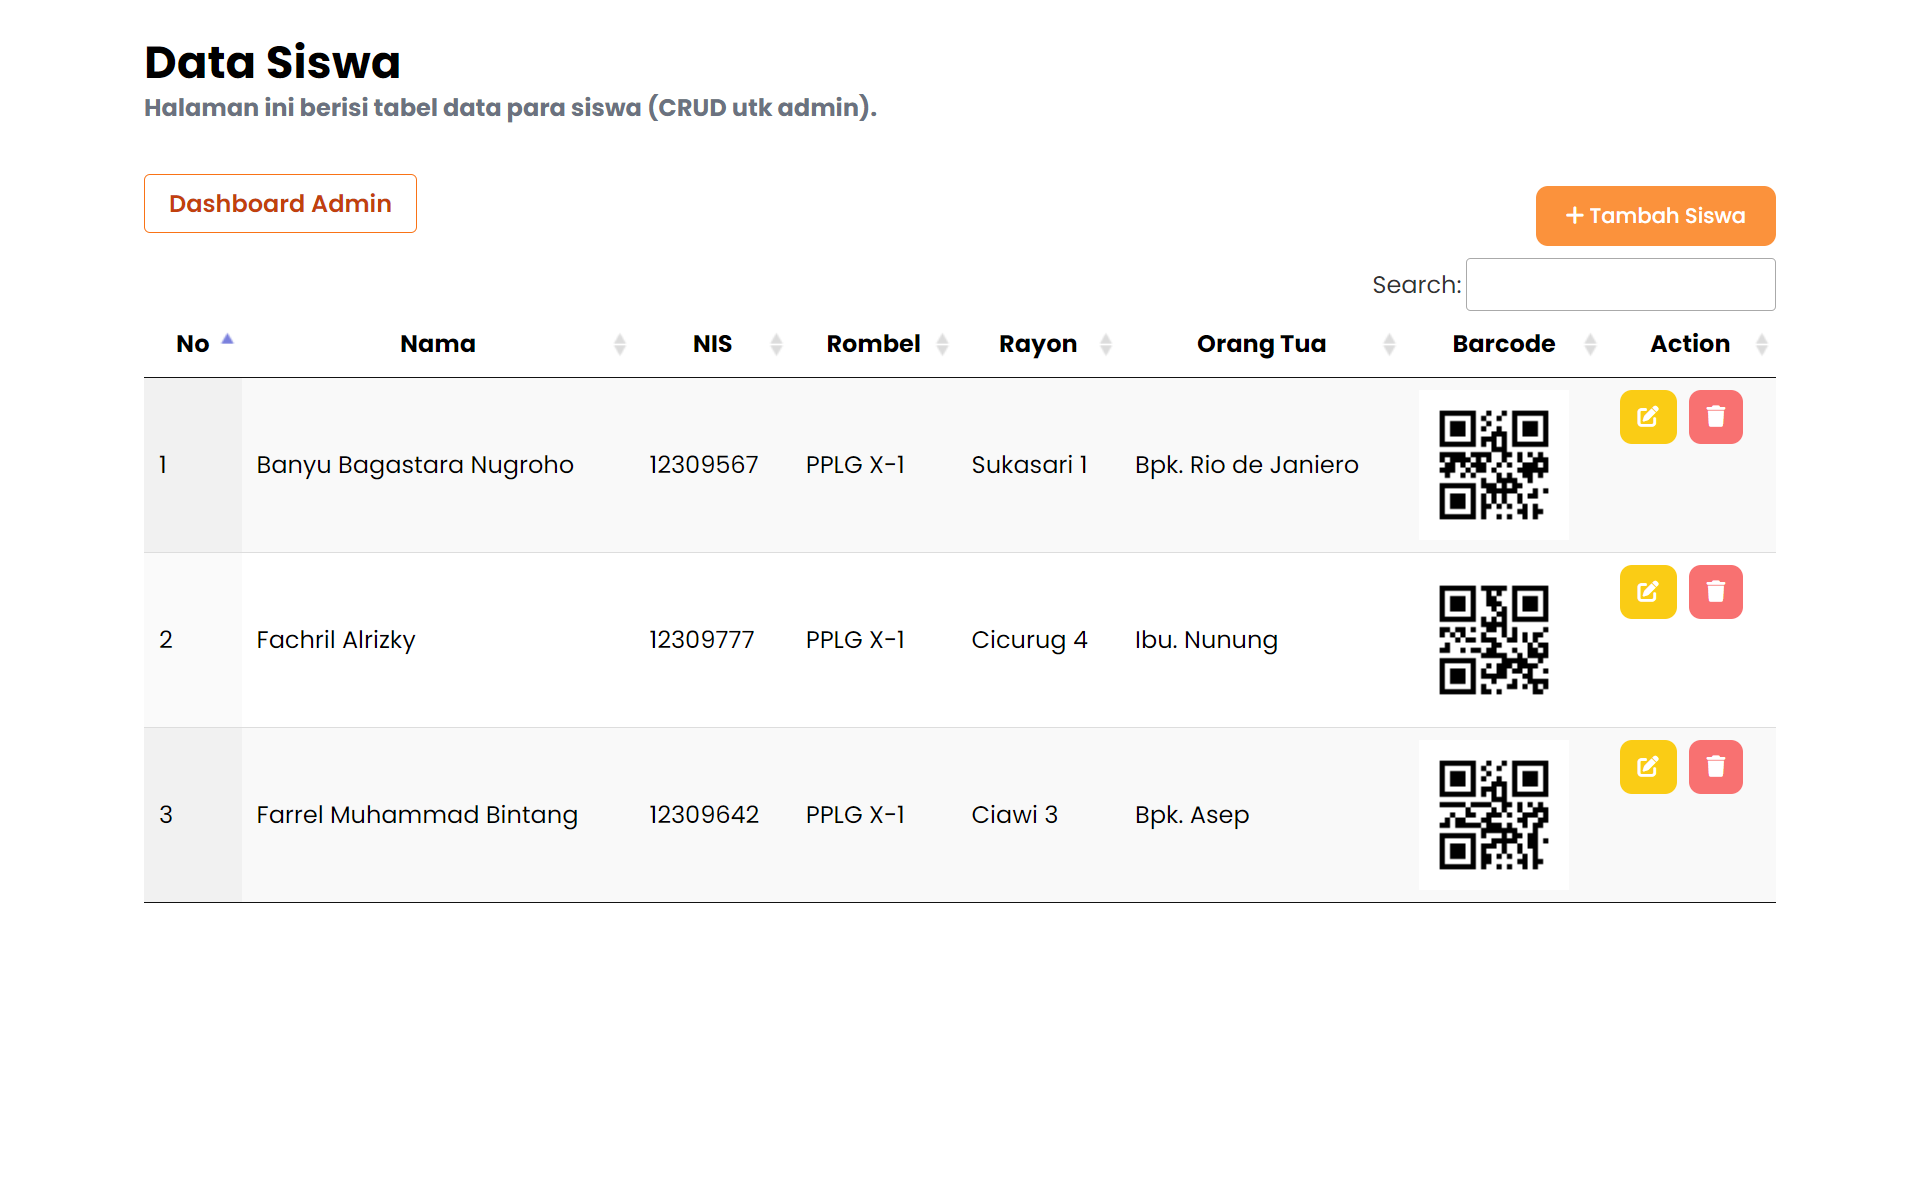 Data Siswa
Halaman ini berisi tabel data para siswa (CRUD utk admin).
Dashboard Admin
+ Tambah Siswa
Search:
No Nama NIS Rombel Rayon Orang Tua Barcode Action
1 Banyu Bagastara Nugroho 12309567 PPLG X-1 Sukasari 1 Bpk. Rio de Janiero
2 Fachril Alrizky 12309777 PPLG X-1 Cicurug 4 Ibu. Nunung
3 Farrel Muhammad Bintang 12309642 PPLG X-1 Ciawi 3 Bpk. Asep